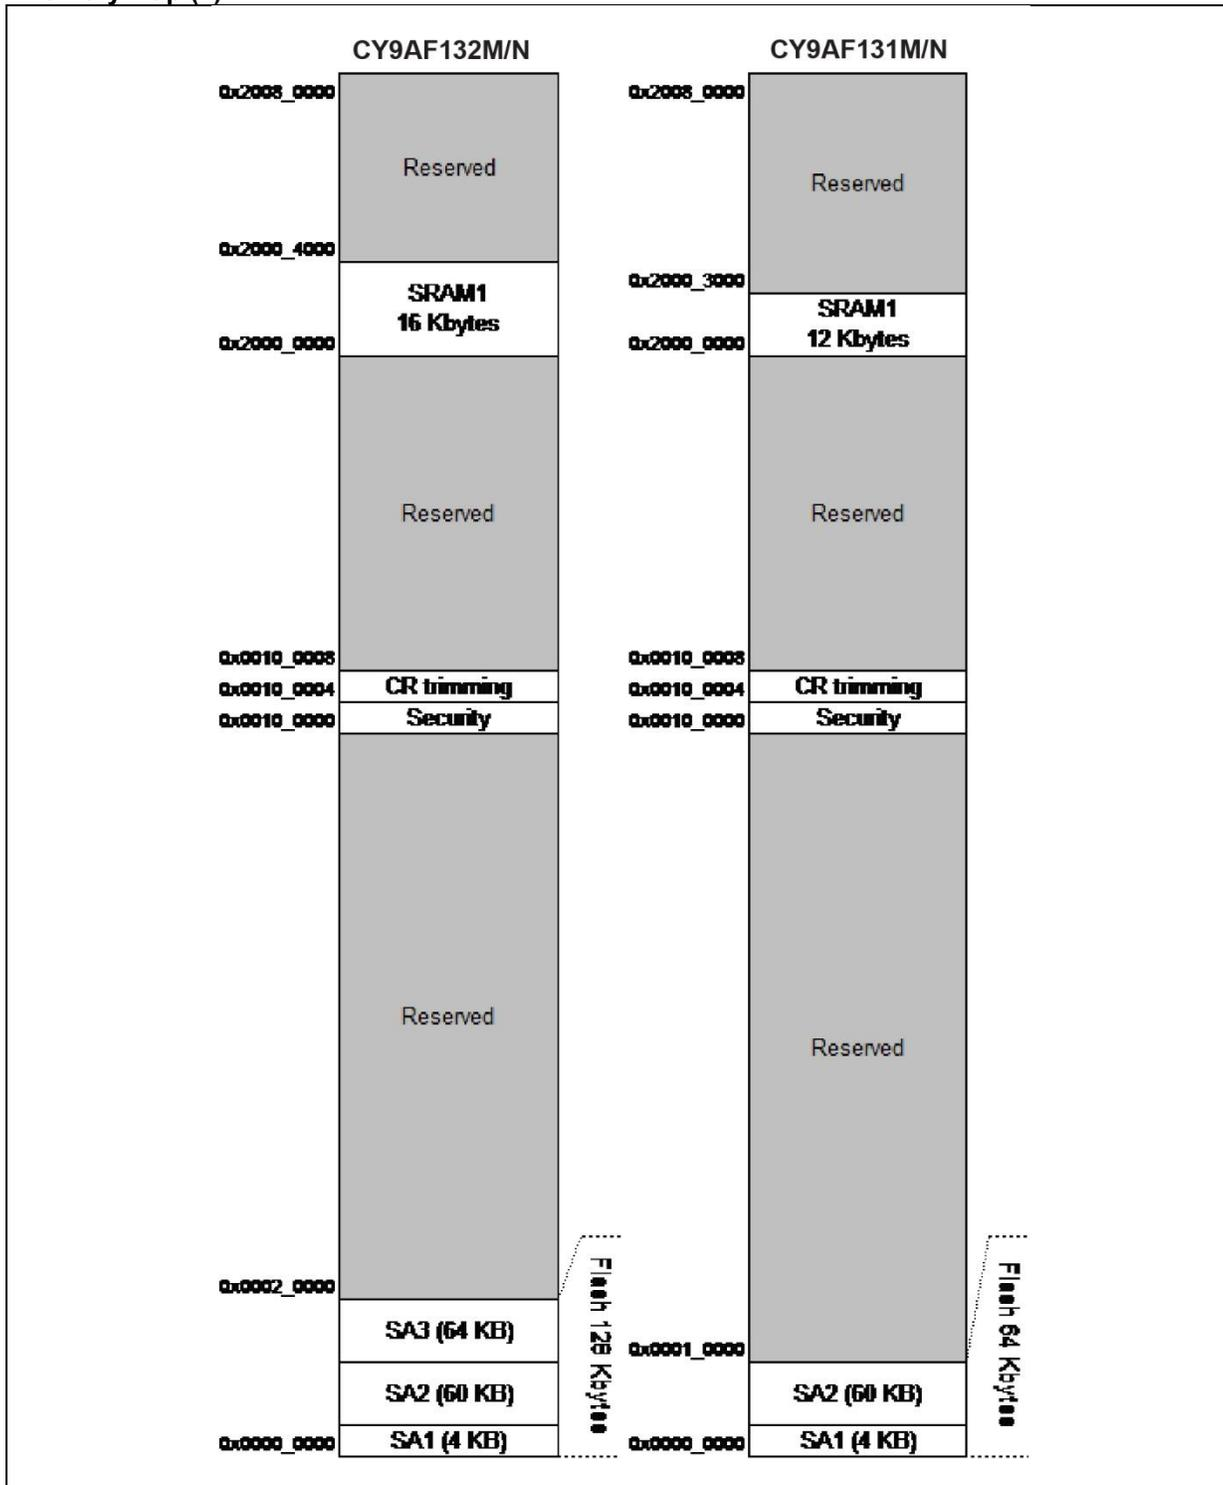 CY9AF132M/N
0x2008_0000
Reserved
0x2000_4000
SRAM1
16 Kbytes
0x2000_0000
Reserved
0x0010_0008
0x0010_0004
CR trimming
0x0010_0000
Security
Reserved
0x0002_0000
SA3 (64 KB)
SA2 (60 KB)
0x0000_0000
SA1 (4 KB)
Flash 128 Kbytes
CY9AF131M/N
0x2008_0000
Reserved
0x2000_3000
SRAM1
12 Kbytes
0x2000_0000
Reserved
0x0010_0008
0x0010_0004
CR trimming
0x0010_0000
Security
Reserved
0x0001_0000
SA2 (60 KB)
0x0000_0000
SA1 (4 KB)
Flash 64 Kbytes